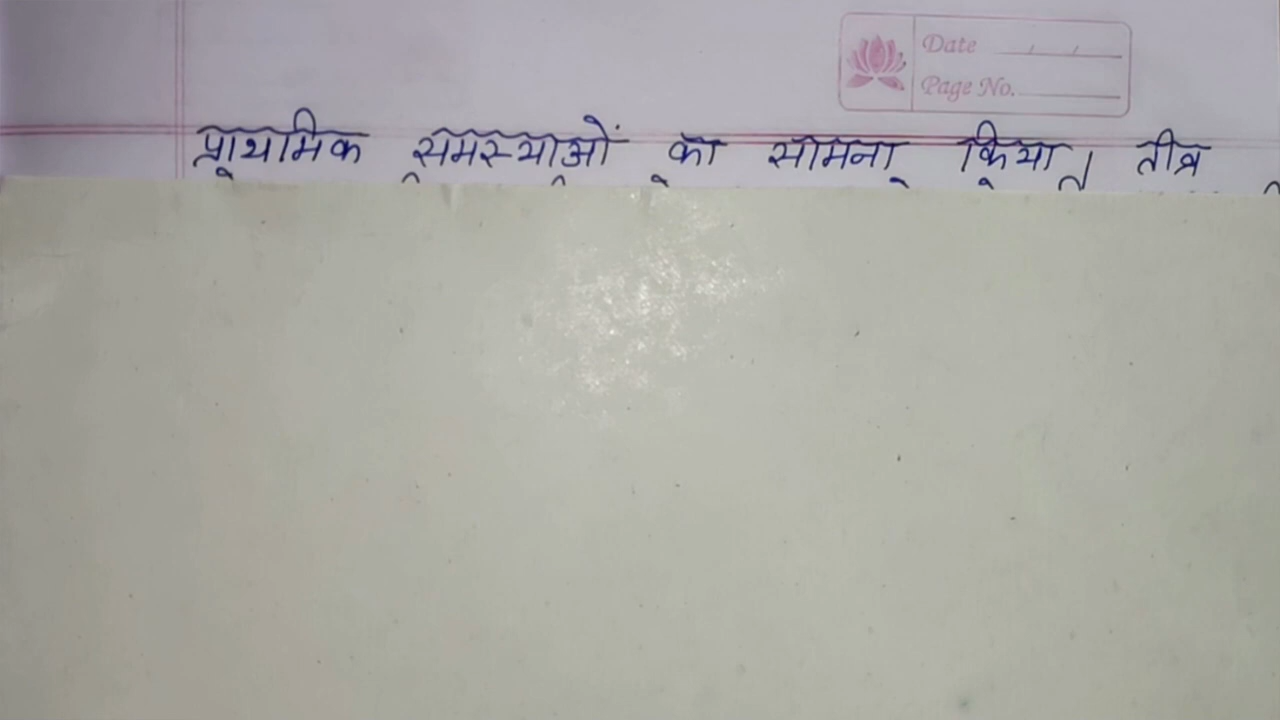 Date
Page No.
प्राथमिक समस्याओं का सामना किया। तीव्र